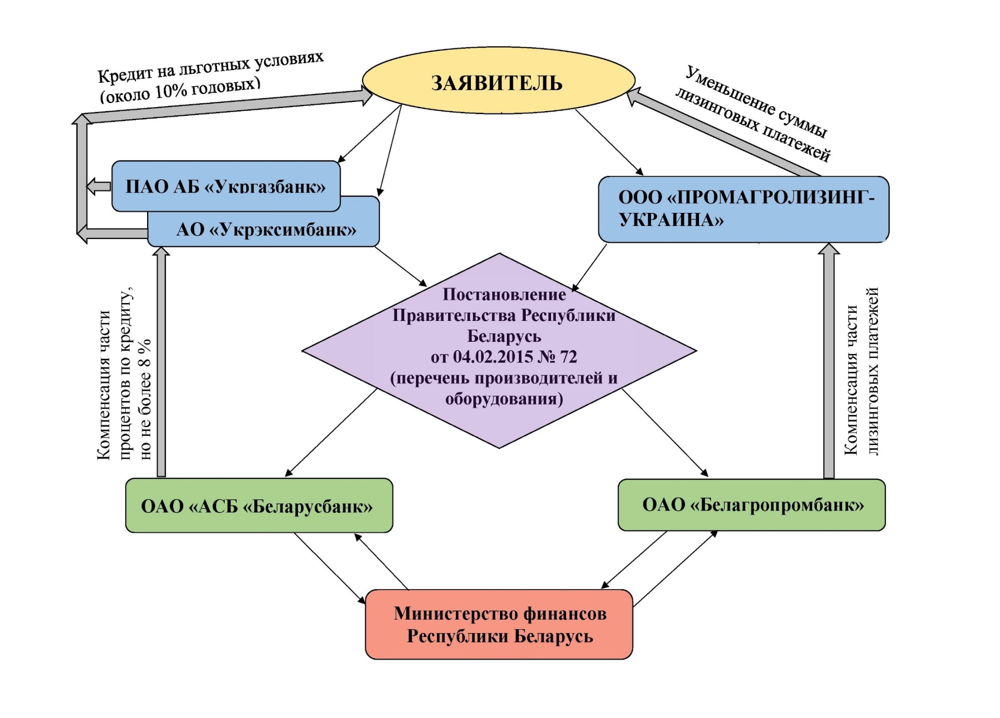 Кредит на льготных условиях
(около 10% годовых)
ЗАЯВИТЕЛЬ
Уменьшение суммы
лизинговых платежей
ПАО АБ «Укргазбанк»
АО «Укрэксимбанк»
ООО «ПРОМАГРОЛИЗИНГ-
УКРАИНА»
Компенсация части
процентов по кредиту,
но не более 8 %
Постановление
Правительства Республики
Беларусь
от 04.02.2015 № 72
(перечень производителей и
оборудования)
Компенсация части
лизинговых платежей
ОАО «АСБ «Беларусбанк»
ОАО «Белагропромбанк»
Министерство финансов
Республики Беларусь